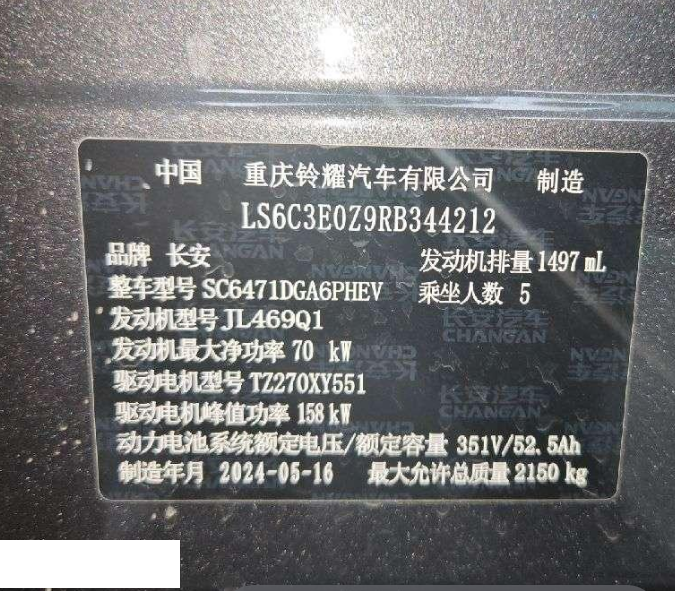 中国 重庆铃耀汽车有限公司 制造
LS6C3E0Z9RB344212
品牌 长安 发动机排量 1497 mL
整车型号 SC6471DGA6PHEV 乘坐人数 5
发动机型号 JL469Q1
发动机最大净功率 70 kW
驱动电机型号 TZ270XY551
驱动电机峰值功率 158 kW
动力电池系统额定电压/额定容量 351V/52.5Ah
制造年月 2024-05-16 最大允许总质量 2150 kg
长安汽车
CHANGAN